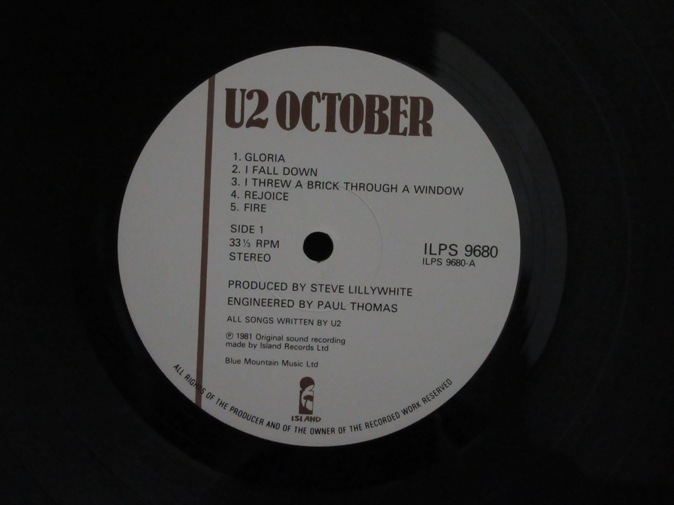 U2 OCTOBER
1. GLORIA
2. I FALL DOWN
3. I THREW A BRICK THROUGH A WINDOW
4. REJOICE
5. FIRE
SIDE 1
33⅓ RPM
STEREO
ILPS 9680
ILPS 9680-A
PRODUCED BY STEVE LILLYWHITE
ENGINEERED BY PAUL THOMAS
ALL SONGS WRITTEN BY U2
℗ 1981 Original sound recording
made by Island Records Ltd
Blue Mountain Music Ltd
ISLAND
ALL RIGHTS OF THE PRODUCER AND OF THE OWNER OF THE RECORDED WORK RESERVED